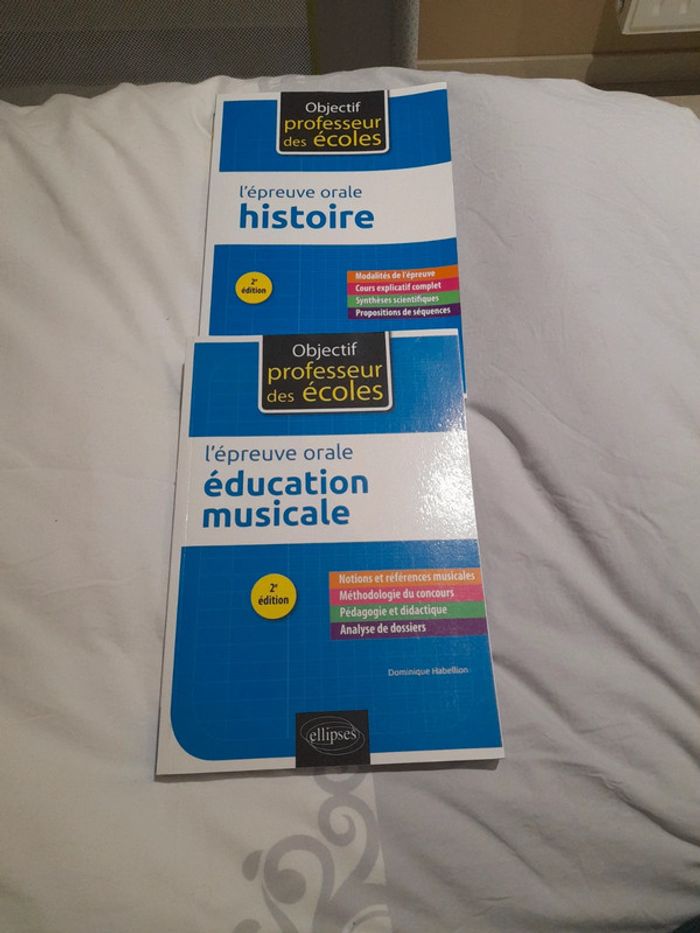 Objectif
professeur
des écoles
l'épreuve orale
histoire
2e
édition
Modalités de l'épreuve
Cours explicatif complet
Synthèses scientifiques
Propositions de séquences
Objectif
professeur
des écoles
l'épreuve orale
éducation
musicale
2e
édition
Notions et références musicales
Méthodologie du concours
Pédagogie et didactique
Analyse de dossiers
Dominique Habellion
ellipses